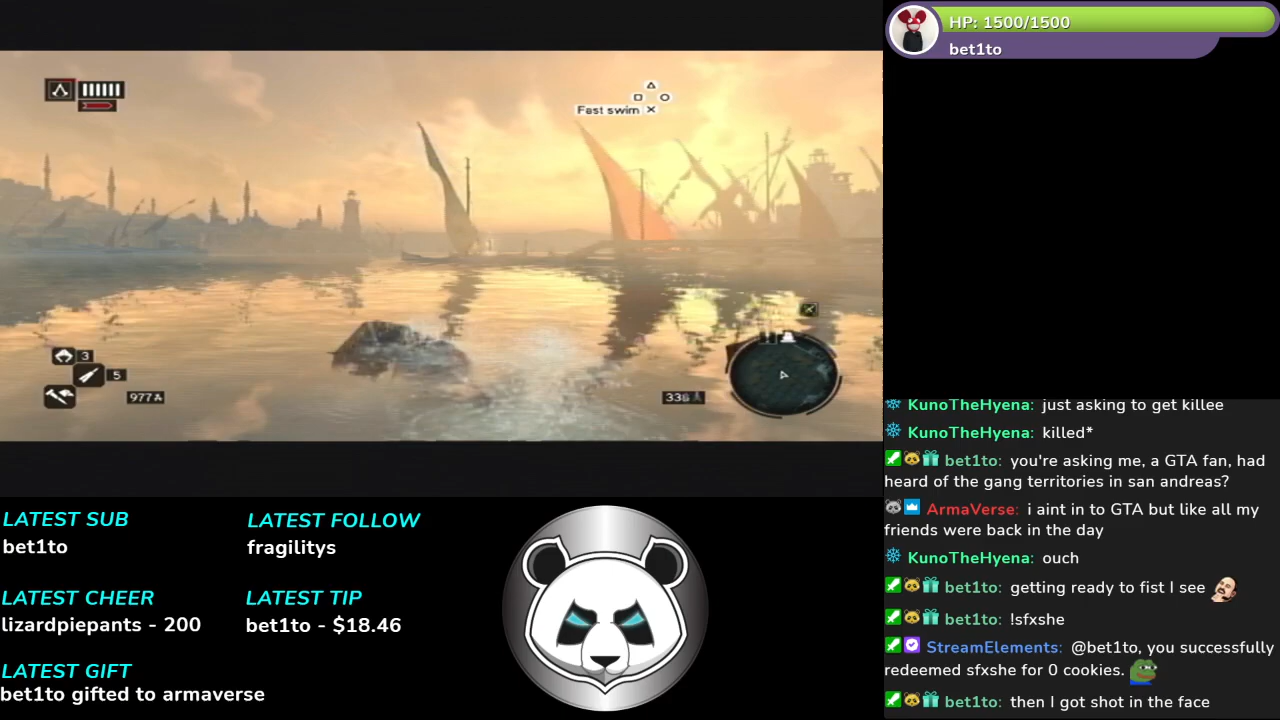 HP: 1500/1500
bet1to
Fast swim
3
5
977
338
KunoTheHyena: just asking to get killee
KunoTheHyena: killed*
bet1to: you're asking me, a GTA fan, had
heard of the gang territories in san andreas?
ArmaVerse: i aint in to GTA but like all my
friends were back in the day
KunoTheHyena: ouch
bet1to: getting ready to fist I see
bet1to: !sfxshe
StreamElements: @bet1to, you successfully
redeemed sfxshe for 0 cookies.
bet1to: then I got shot in the face
LATEST SUB
bet1to
LATEST FOLLOW
fragilitys
LATEST CHEER
lizardpiepants - 200
LATEST TIP
bet1to - $18.46
LATEST GIFT
bet1to gifted to armaverse